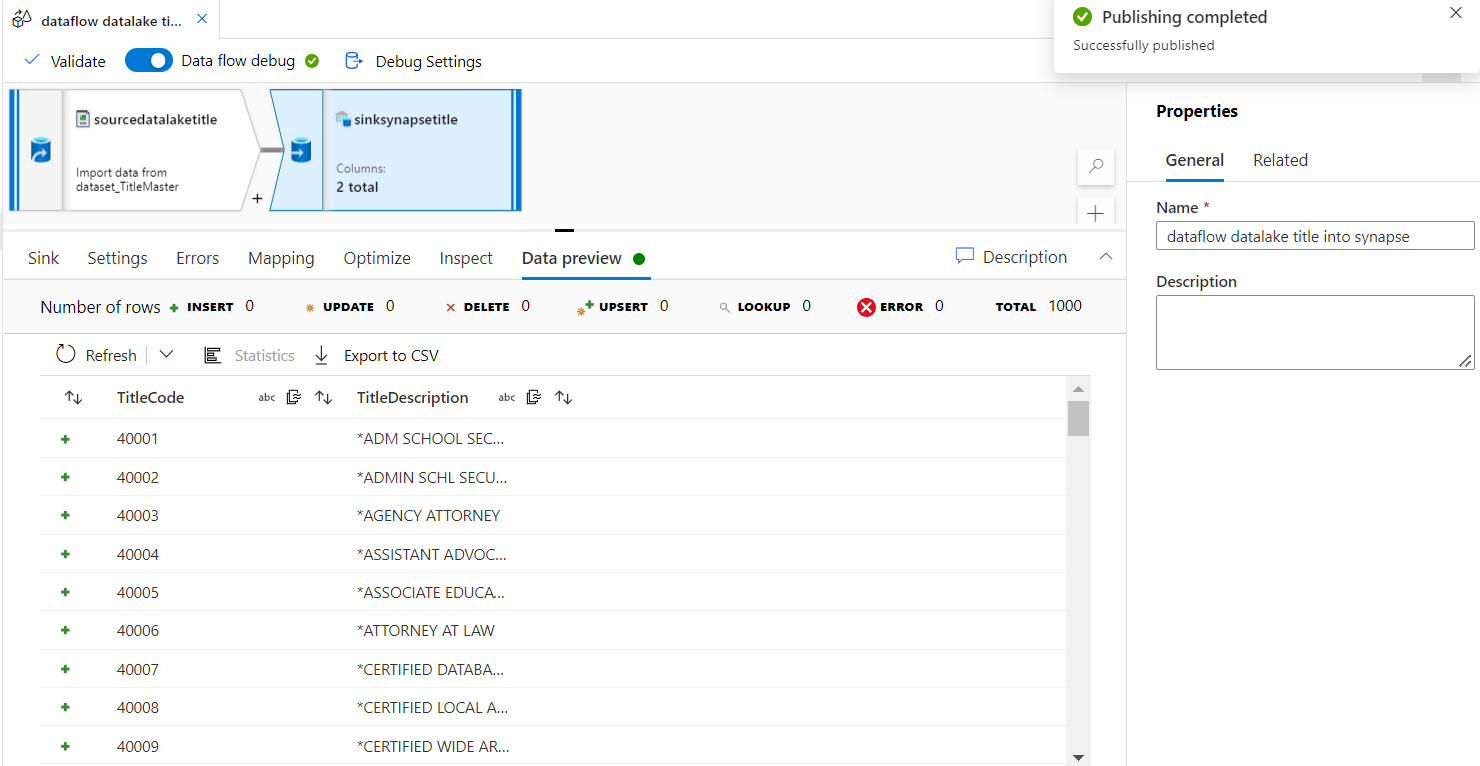 dataflow datalake ti...
Publishing completed
Successfully published
Validate
Data flow debug
Debug Settings
sourcedatalaketitle
Import data from
dataset_TitleMaster
+
sinksynapsetitle
Columns:
2 total
Properties
General Related
Name *
dataflow datalake title into synapse
Description
Sink Settings Errors Mapping Optimize Inspect Data preview Description
Number of rows INSERT 0 UPDATE 0 DELETE 0 UPSERT 0 LOOKUP 0 ERROR 0 TOTAL 1000
Refresh Statistics Export to CSV
TitleCode abc TitleDescription abc
40001 *ADM SCHOOL SEC...
40002 *ADMIN SCHL SECU...
40003 *AGENCY ATTORNEY
40004 *ASSISTANT ADVOC...
40005 *ASSOCIATE EDUCA...
40006 *ATTORNEY AT LAW
40007 *CERTIFIED DATABA...
40008 *CERTIFIED LOCAL A...
40009 *CERTIFIED WIDE AR...